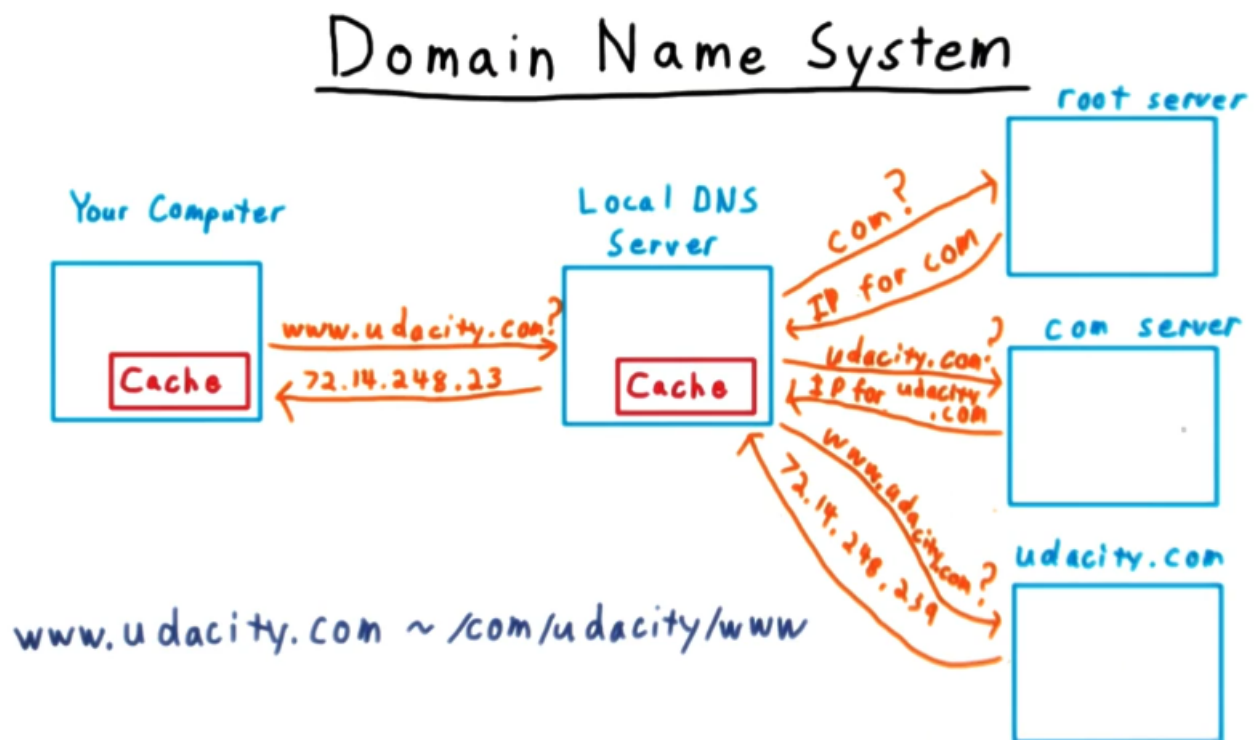 Domain Name System
root server
Your Computer
Local DNS
Server
com?
IP for com
www.udacity.com?
72.14.248.23
Cache
Cache
com server
udacity.com?
IP for udacity
.com
www.udacity.com?
72.14.248.239
udacity.com
www.udacity.com ~ /com/udacity/www